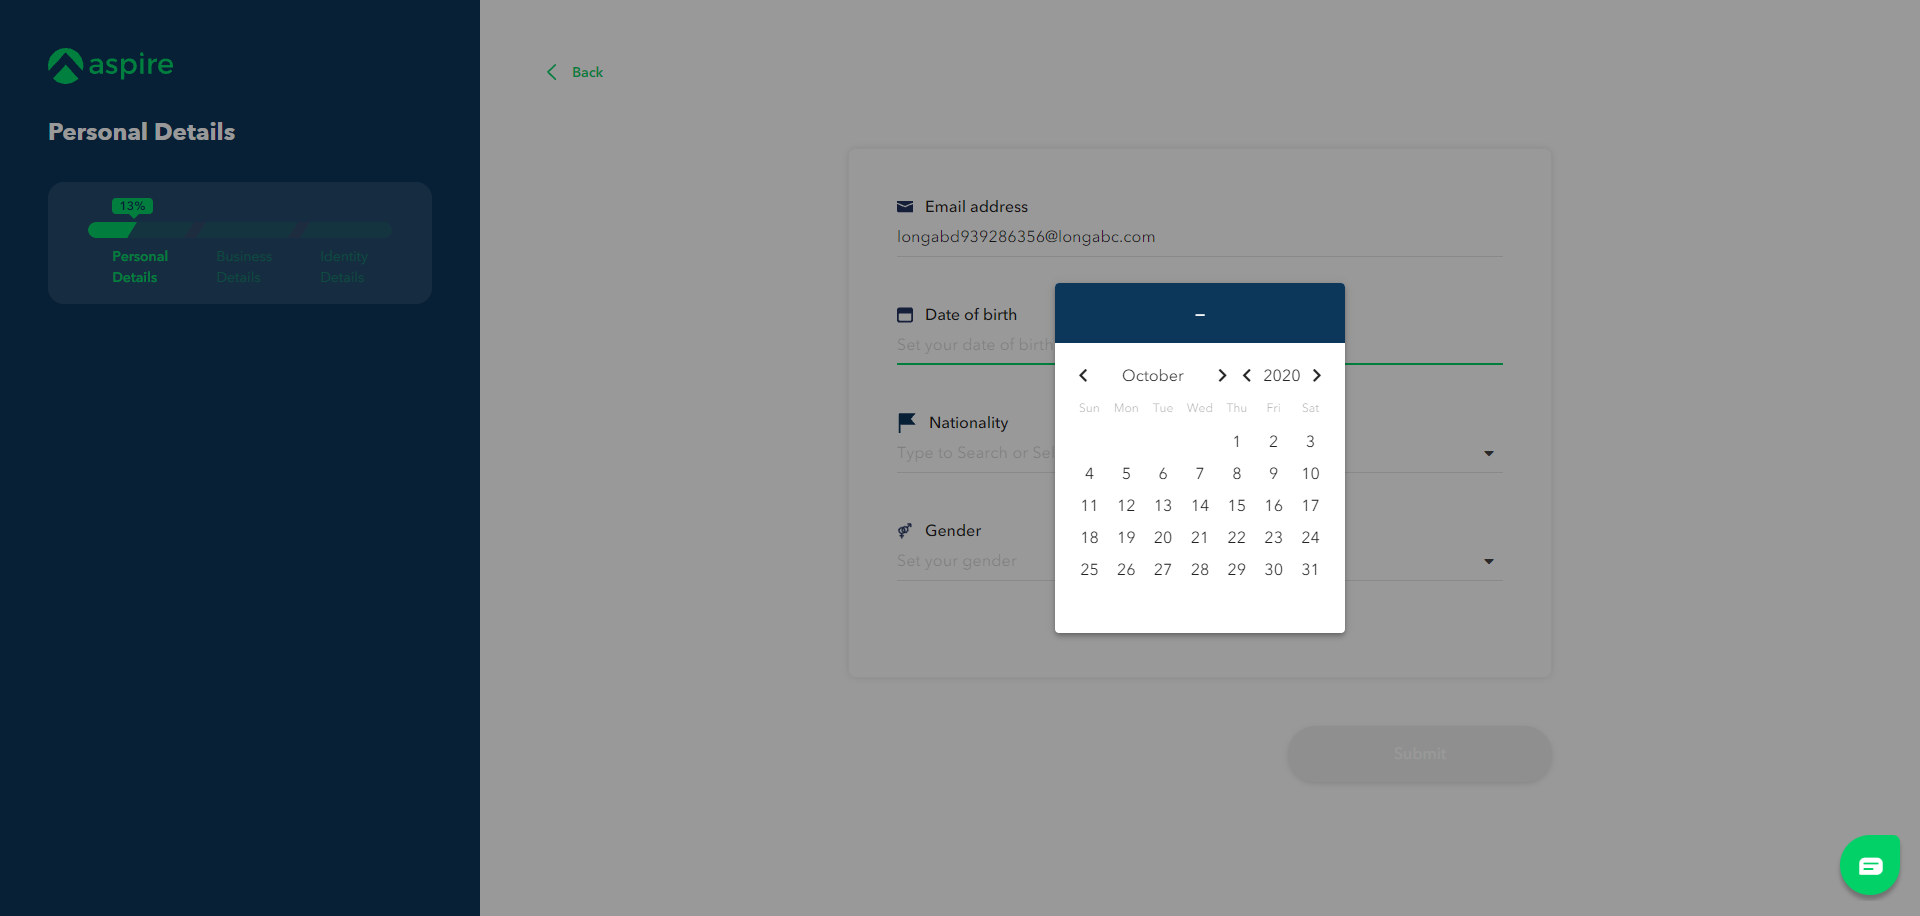 aspire
Personal Details
13%
Personal
Details
Business
Details
Identity
Details
Back
Email address
longabd939286356@longabc.com
Date of birth
Set your date of birth
Nationality
Type to Search or Sel
Gender
Set your gender
–
October 2020
Sun Mon Tue Wed Thu Fri Sat
1 2 3
4 5 6 7 8 9 10
11 12 13 14 15 16 17
18 19 20 21 22 23 24
25 26 27 28 29 30 31
Submit